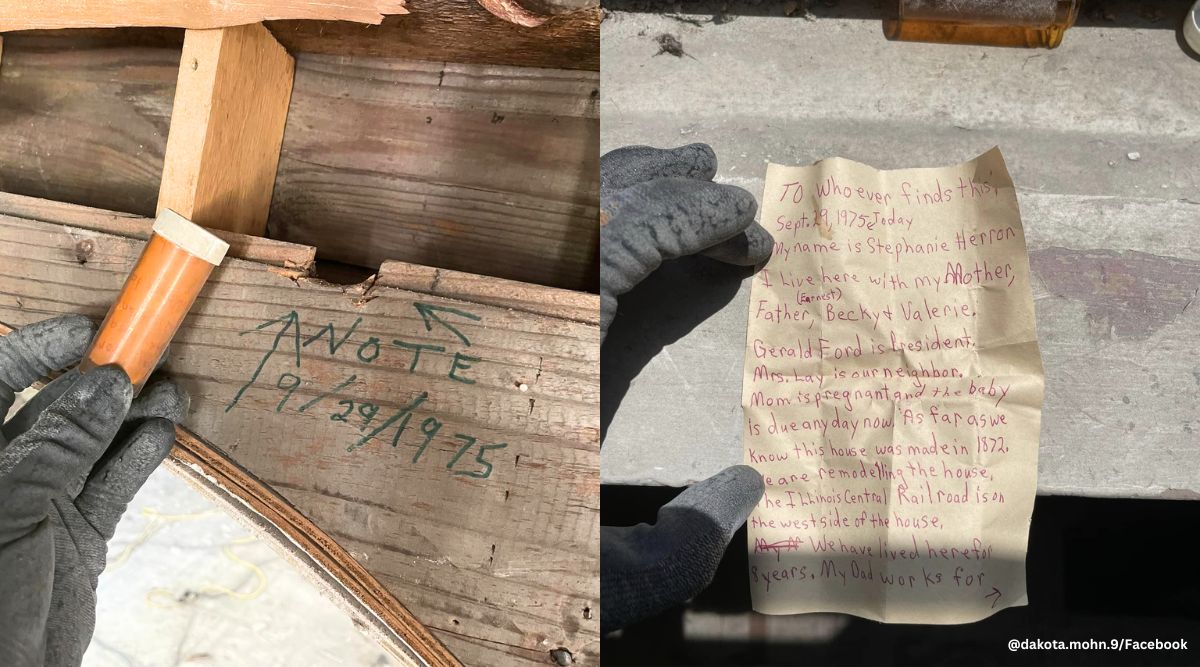 NOTE
9/29/1975
TO Whoever finds this,
Sept. 29, 1975 Today
My name is Stephanie Herron
I Live here with my Mother,
(Earnest)
Father, Becky & Valerie.
Gerald Ford is President.
Mrs. Lay is our neighbor.
Mom is pregnant and the baby
is due any day now. As far as we
know this house was made in 1872.
We are remodelling the house.
The Illinois Central Railroad is on
the west side of the house.
We have lived here for
8 years. My Dad works for
@dakota.mohn.9/Facebook